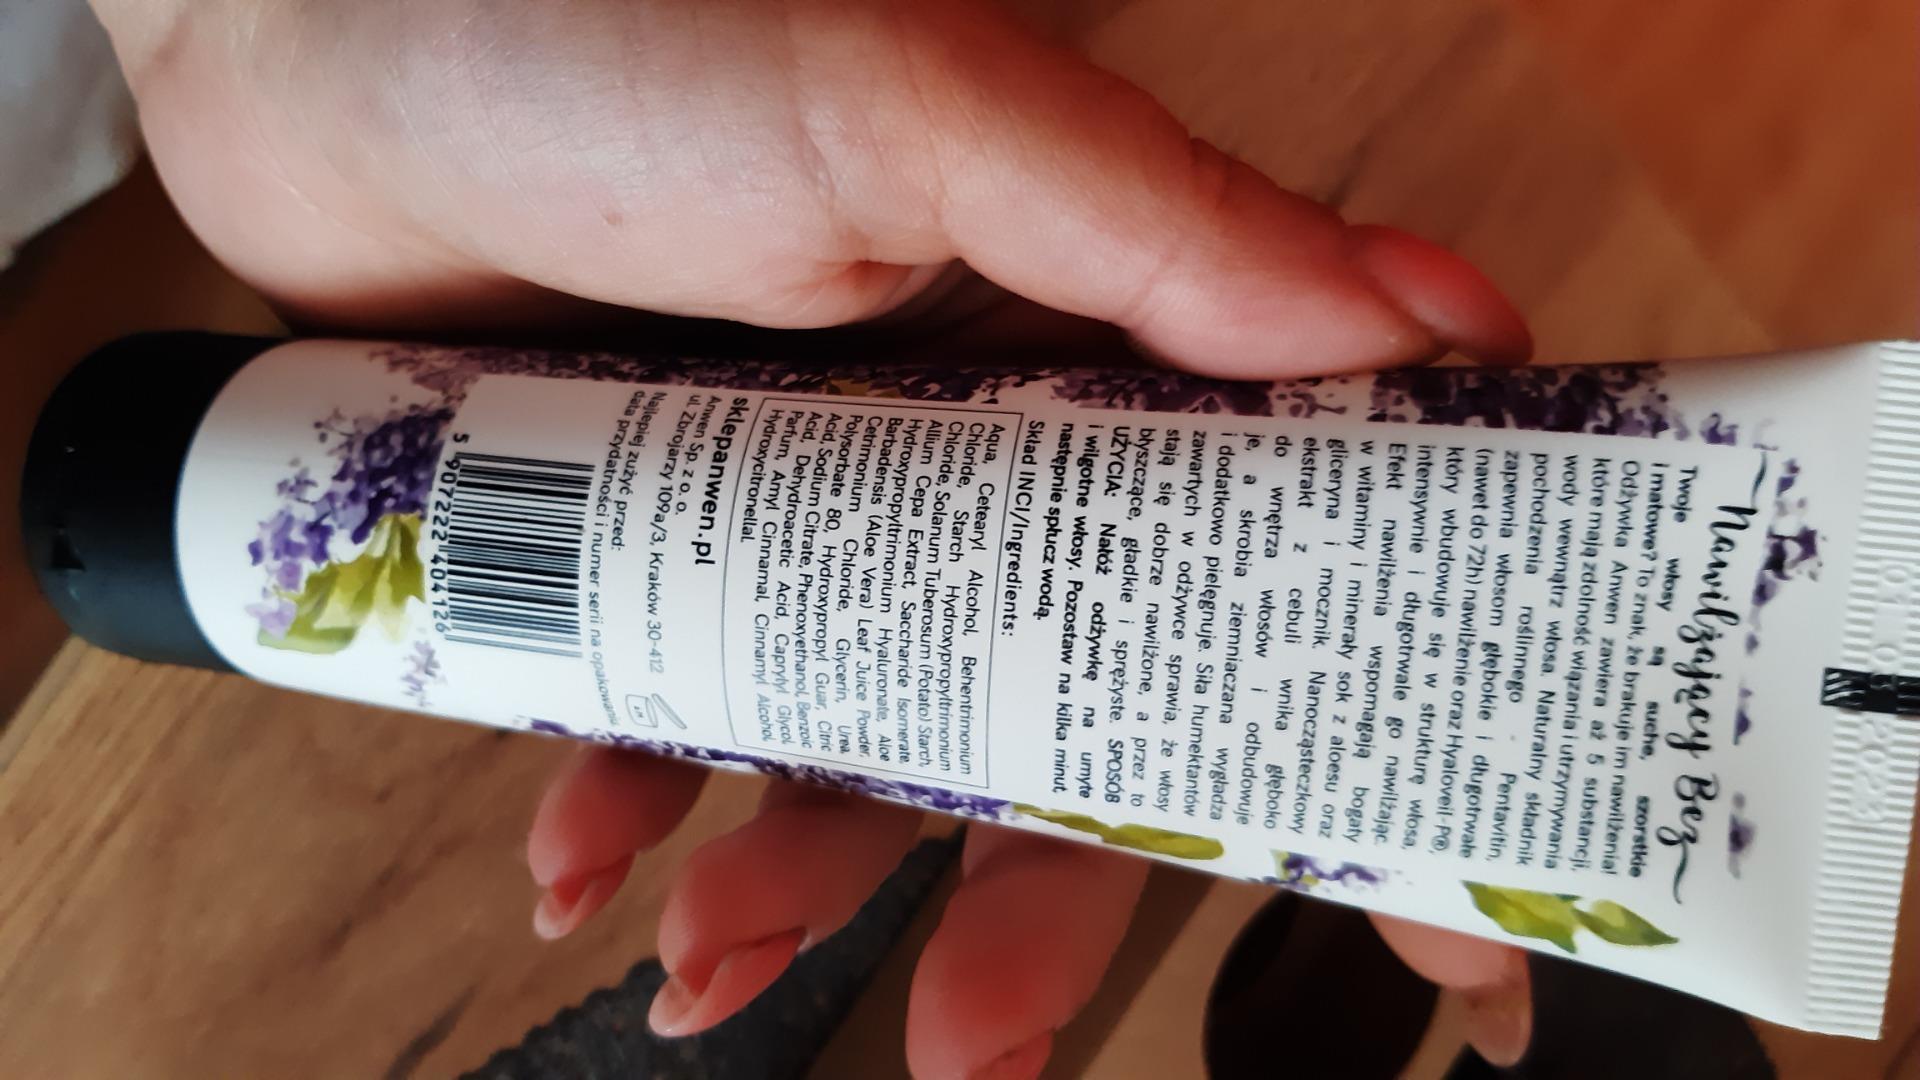 Nawilżający Bez
Twoje włosy są suche, szorstkie
i matowe? To znak, że brakuje im nawilżenia!
Odżywka Anwen zawiera aż 5 substancji,
które mają zdolność wiązania i utrzymywania
wody wewnątrz włosa. Naturalny składnik
pochodzenia roślinnego - Pentavitin,
zapewnia włosom głębokie i długotrwałe
(nawet do 72h) nawilżenie oraz Hyaloveil-P®,
który wbudowuje się w strukturę włosa,
intensywnie i długotrwale go nawilżając.
Efekt nawilżenia wspomagają bogaty
w witaminy i minerały sok z aloesu oraz
gliceryna i mocznik. Nanocząsteczkowy
ekstrakt z cebuli wnika głęboko
do wnętrza włosów i odbudowuje
je, a skrobia ziemniaczana wygładza
i dodatkowo pielęgnuje. Siła humektantów
zawartych w odżywce sprawia, że włosy
stają się dobrze nawilżone, a przez to
błyszczące, gładkie i sprężyste. SPOSÓB
UŻYCIA: Nałóż odżywkę na umyte
i wilgotne włosy. Pozostaw na kilka minut,
następnie spłucz wodą.
Skład INCI/Ingredients:
Aqua, Cetearyl Alcohol, Behentrimonium
Chloride, Starch Hydroxypropyltrimonium
Chloride, Solanum Tuberosum (Potato) Starch,
Allium Cepa Extract, Saccharide Isomerate,
Hydroxypropyltrimonium Hyaluronate, Aloe
Barbadensis (Aloe Vera) Leaf Juice Powder,
Cetrimonium Chloride, Glycerin, Urea,
Polysorbate 80, Hydroxypropyl Guar, Citric
Acid, Sodium Citrate, Phenoxyethanol, Benzoic
Acid, Dehydroacetic Acid, Caprylyl Glycol,
Parfum, Amyl Cinnamal, Cinnamyl Alcohol,
Hydroxycitronellal.
sklepanwen.pl
Anwen Sp. z o. o.
ul. Zbrojarzy 109a/3, Kraków 30-412
Najlepiej zużyć przed:
data przydatności i numer serii na opakowaniu
5 907222 404126